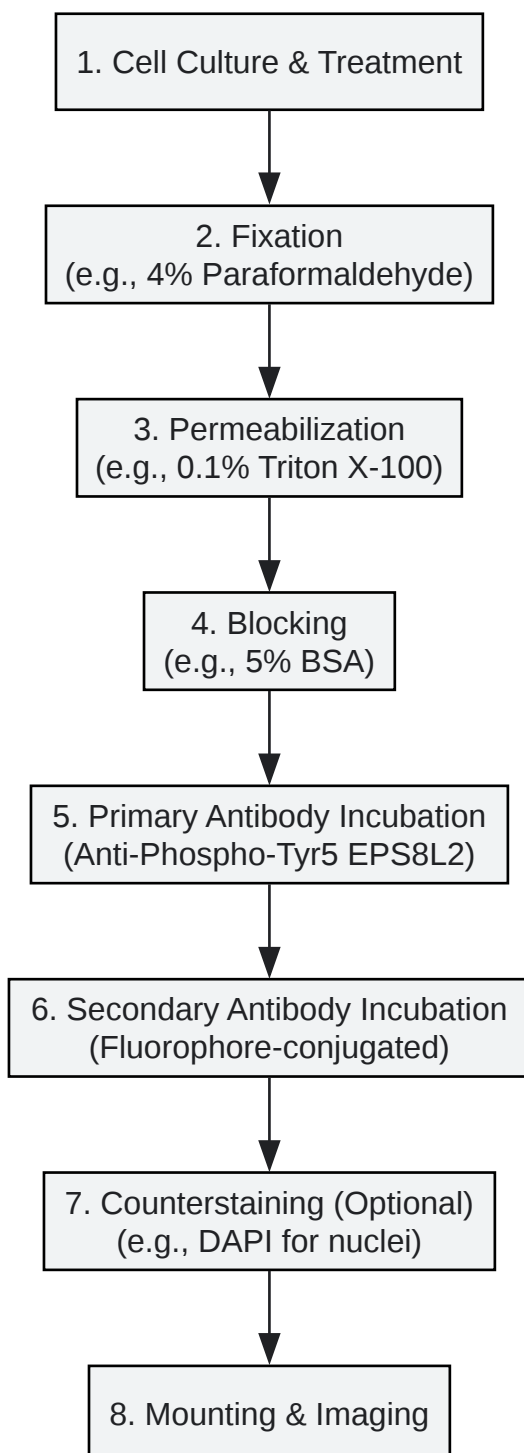 1. Cell Culture & Treatment
2. Fixation
(e.g., 4% Paraformaldehyde)
3. Permeabilization
(e.g., 0.1% Triton X-100)
4. Blocking
(e.g., 5% BSA)
5. Primary Antibody Incubation
(Anti-Phospho-Tyr5 EPS8L2)
6. Secondary Antibody Incubation
(Fluorophore-conjugated)
7. Counterstaining (Optional)
(e.g., DAPI for nuclei)
8. Mounting & Imaging